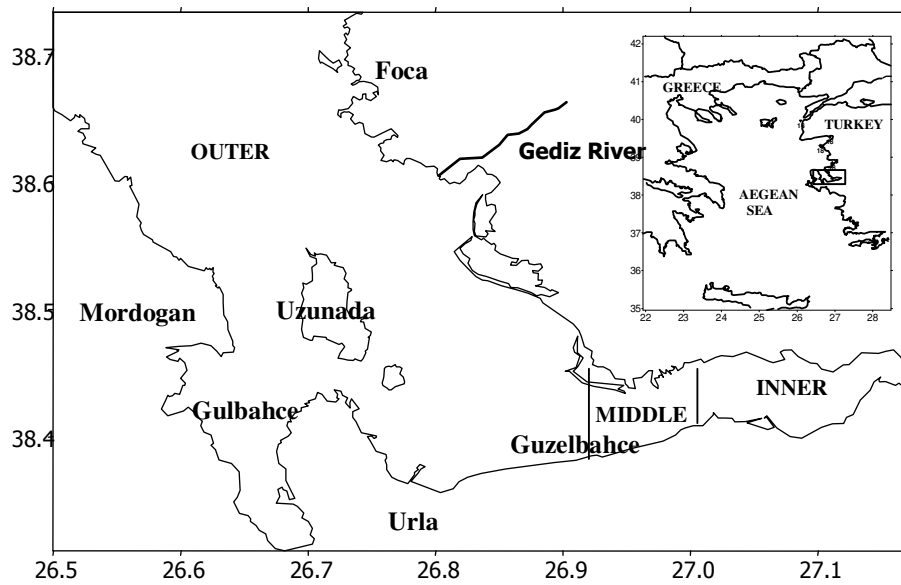 38.7
38.6
38.5
38.4
26.5 26.6 26.7 26.8 26.9 27.0 27.1
Foca
OUTER
Gediz River
Mordogan
Uzunada
Gulbahce
INNER
MIDDLE
Guzelbahce
Urla
42
41
40
39
38
37
36
35
22 23 24 25 26 27 28
GREECE
TURKEY
AEGEAN
SEA